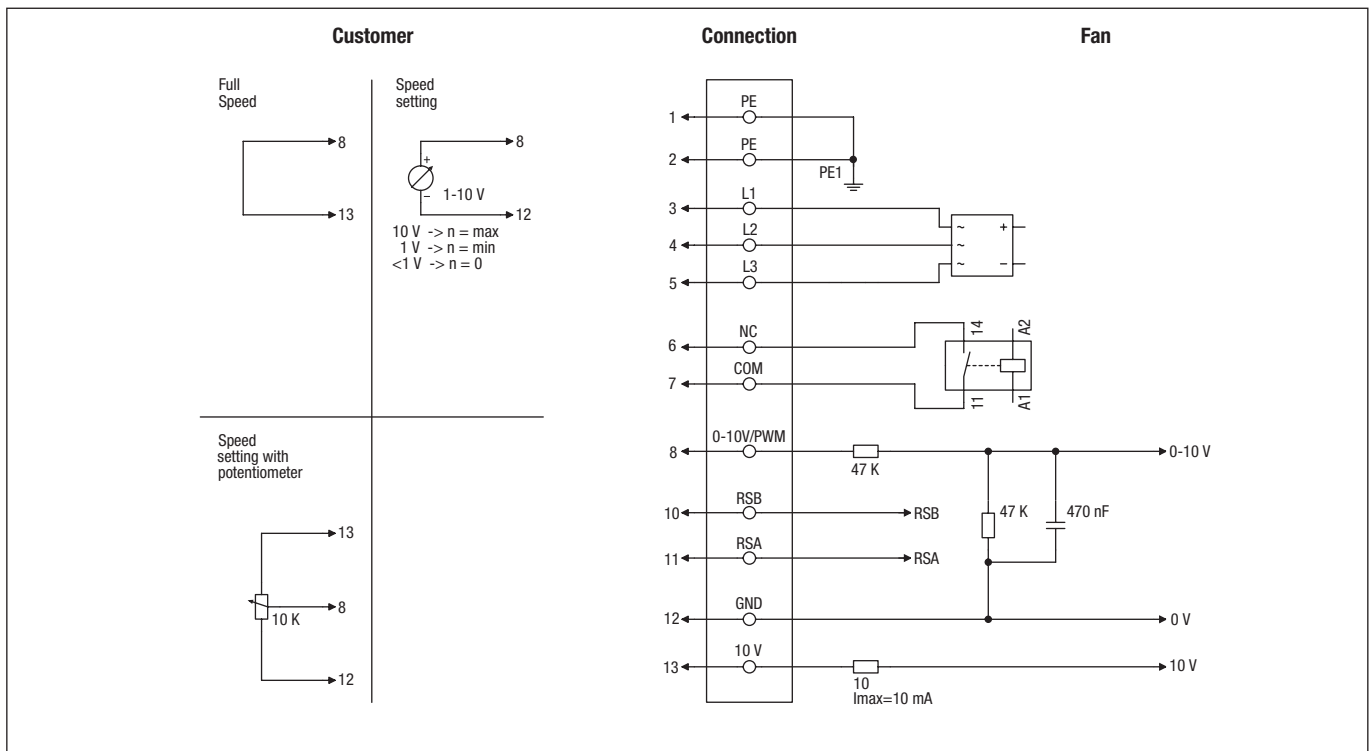 Customer
Connection
Fan
Full
Speed
8
13
Speed
setting
8
+
–
1-10 V
12
10 V -> n = max
1 V -> n = min
<1 V -> n = 0
Speed
setting with
potentiometer
13
8
10 K
12
1
PE
2
PE
PE1
3
L1
4
L2
5
L3
~ +
~
~ –
6
NC
7
COM
14
A2
11
A1
8
0-10V/PWM
47 K
0-10 V
10
RSB
RSB
47 K
470 nF
11
RSA
RSA
12
GND
0 V
13
10 V
10
Imax=10 mA
10 V